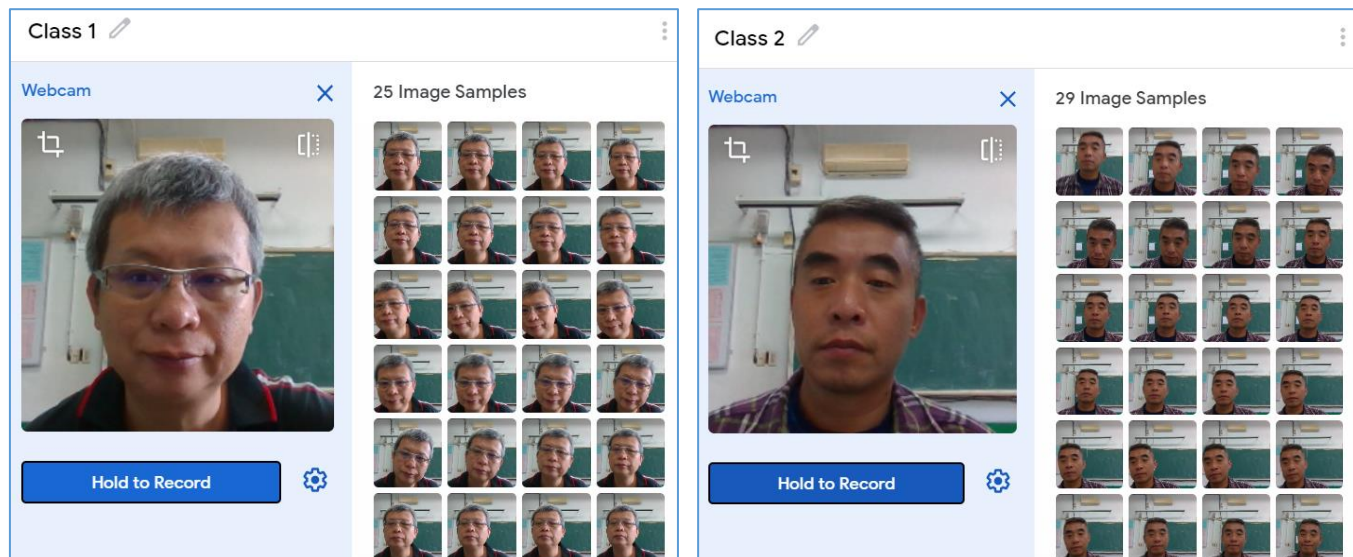 Class 1
Webcam
25 Image Samples
Hold to Record
Class 2
Webcam
29 Image Samples
Hold to Record